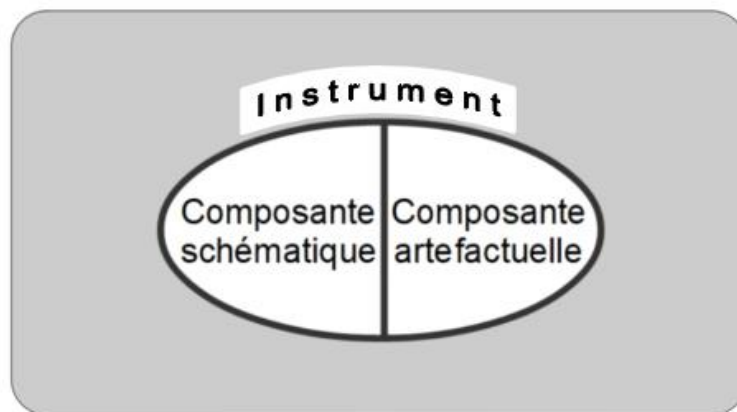 Instrument
Composante
schématique
Composante
artefactuelle